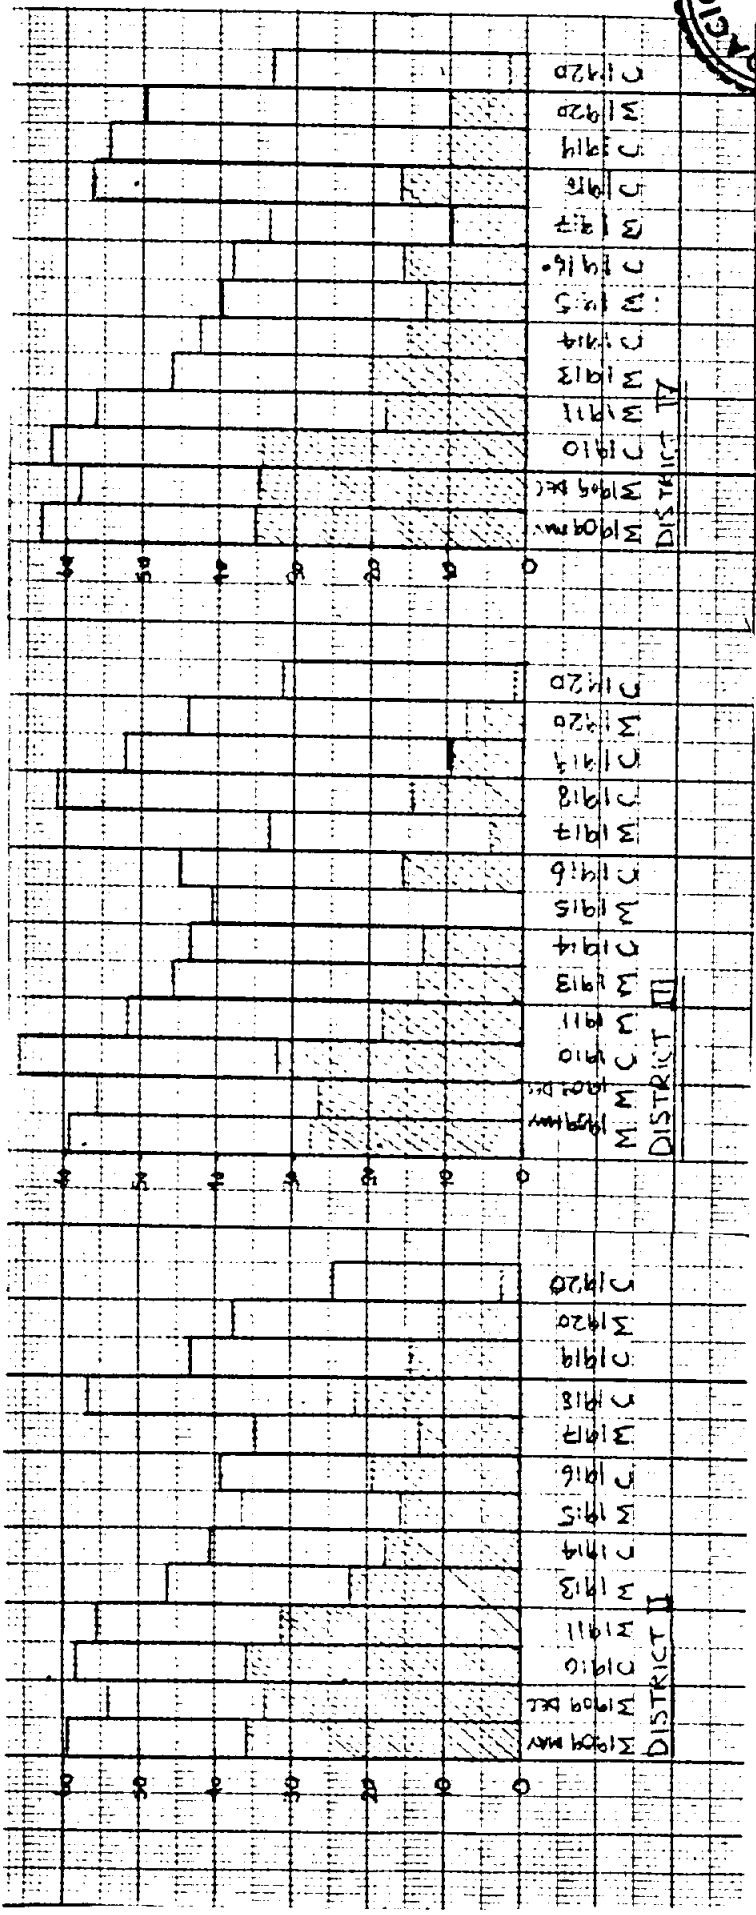 60
50
40
30
20
10
0
M 1909 MAY
M 1909 DEC
C 1910
M 1911
M 1913
C 1914
M 1915
C 1916
M 1917
C 1918
C 1919
M 1920
C 1920
DISTRICT II
60
50
40
30
20
10
0
M 1909 MAY
M 1909 DEC
C 1910
M 1911
M 1913
C 1914
M 1915
C 1916
M 1917
C 1918
C 1919
M 1920
C 1920
DISTRICT III
60
50
40
30
20
10
0
M 1909 MAY
M 1909 DEC
C 1910
M 1911
M 1913
C 1914
M 1915
C 1916
M 1917
C 1918
C 1919
M 1920
C 1920
DISTRICT IV